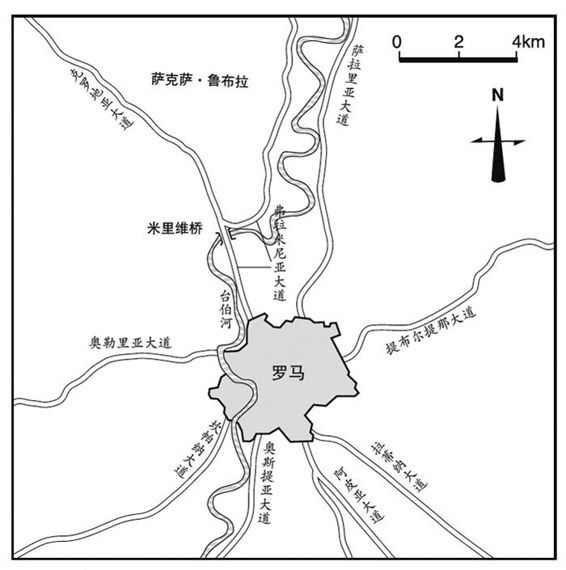 0 2 4km
N
克罗地亚大道
萨克萨·鲁布拉
萨拉里亚大道
米里维桥
弗拉米尼亚大道
台伯河
奥勒里亚大道
提布尔提那大道
罗马
坎帕纳大道
奥斯提亚大道
阿皮亚大道
拉蒂纳大道